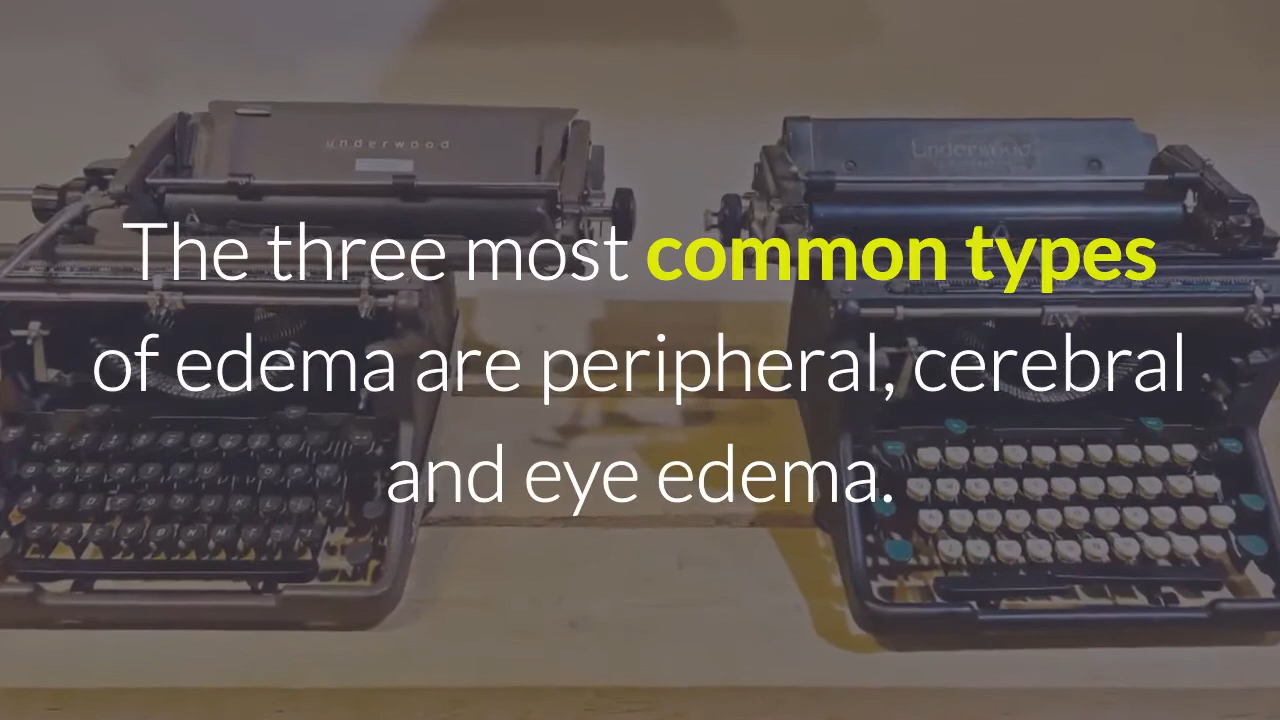 underwood
Underwood
The three most common types
of edema are peripheral, cerebral
and eye edema.